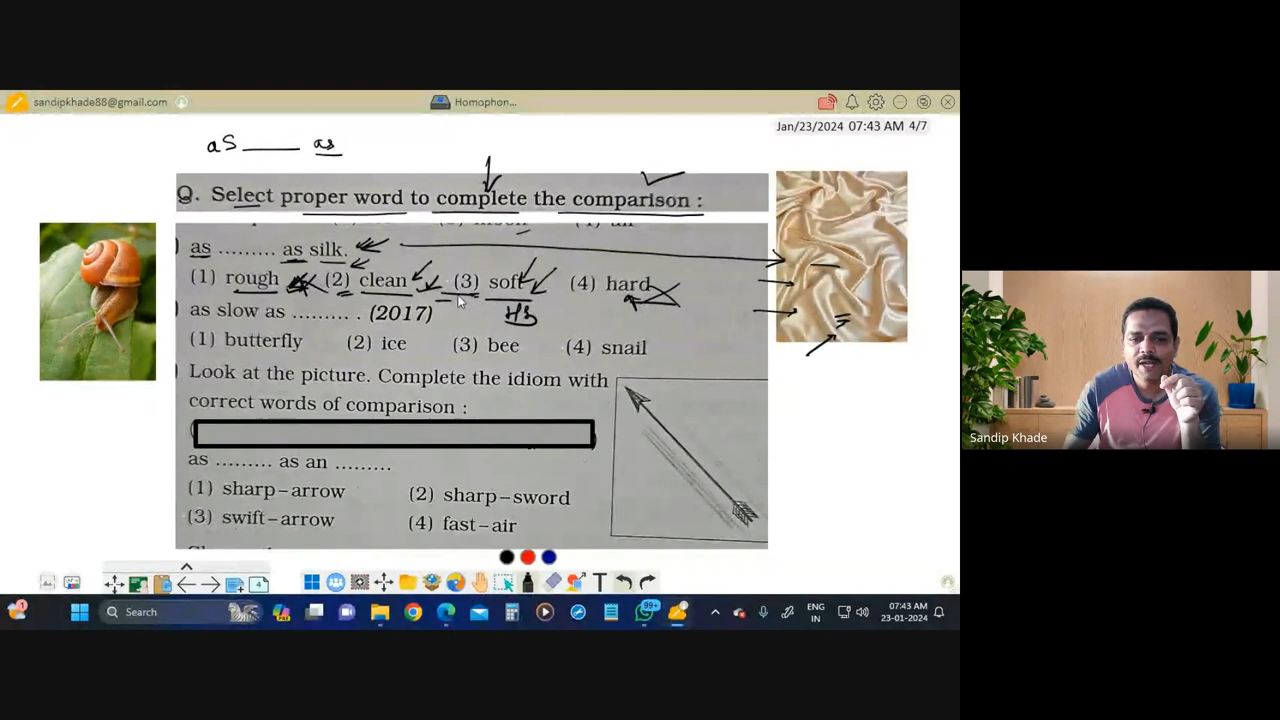 sandipkhade88@gmail.com
Homophon...
Jan/23/2024 07:43 AM 4/7
as ____ as
Q. Select proper word to complete the comparison :
as ......... as silk.
(1) rough (2) clean (3) soft (4) hard
as slow as ......... . (2017)
(1) butterfly (2) ice (3) bee (4) snail
Look at the picture. Complete the idiom with
correct words of comparison :
as ......... as an .........
(1) sharp-arrow (2) sharp-sword
(3) swift-arrow (4) fast-air
Sandip Khade
4
T
1
Search
99+
ENG
IN
07:43 AM
23-01-2024